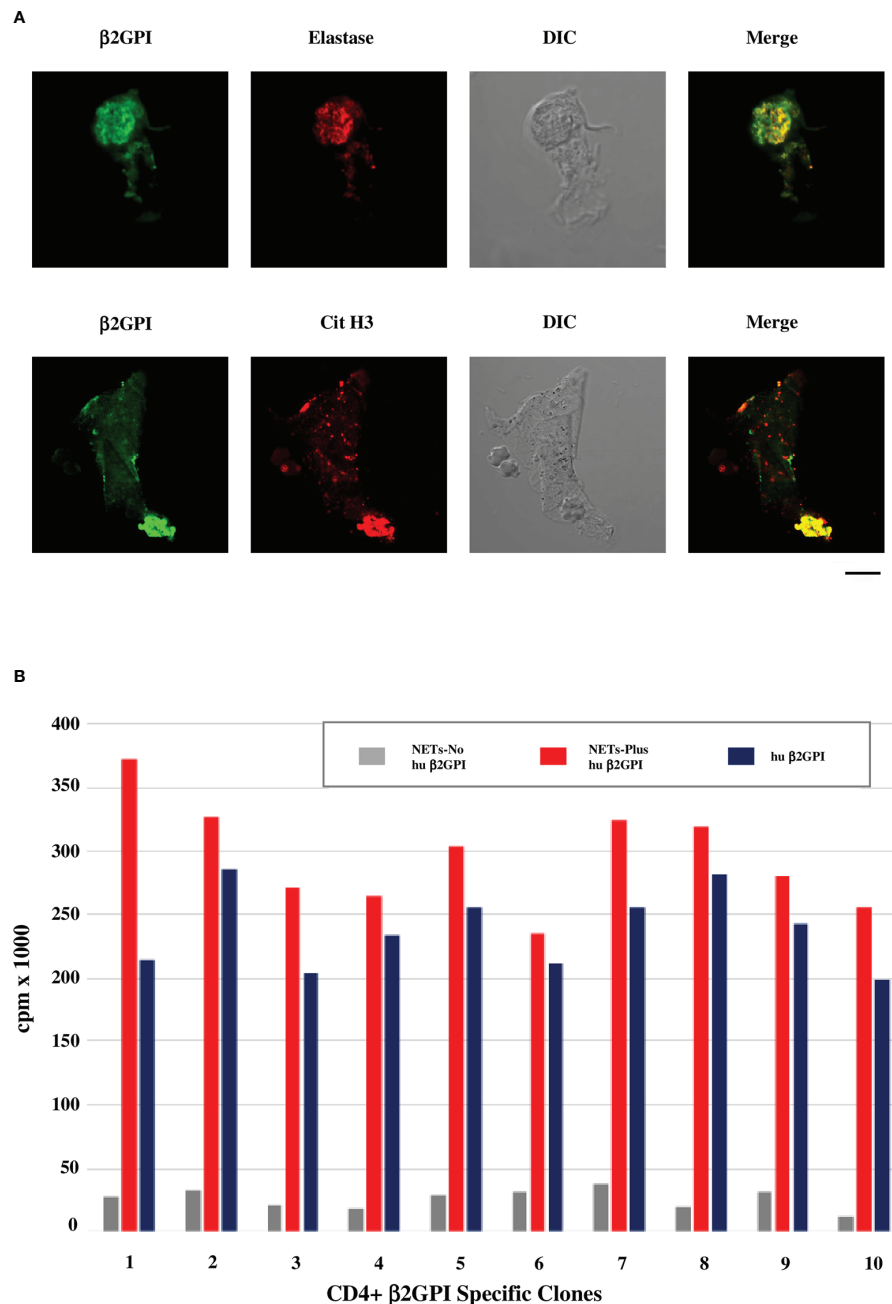 A
β2GPI Elastase DIC Merge
β2GPI Cit H3 DIC Merge
B
400
350
300
250
200
150
100
50
0
cpm x 1000
NETs-No
hu β2GPI
NETs-Plus
hu β2GPI
hu β2GPI
1 2 3 4 5 6 7 8 9 10
CD4+ β2GPI Specific Clones